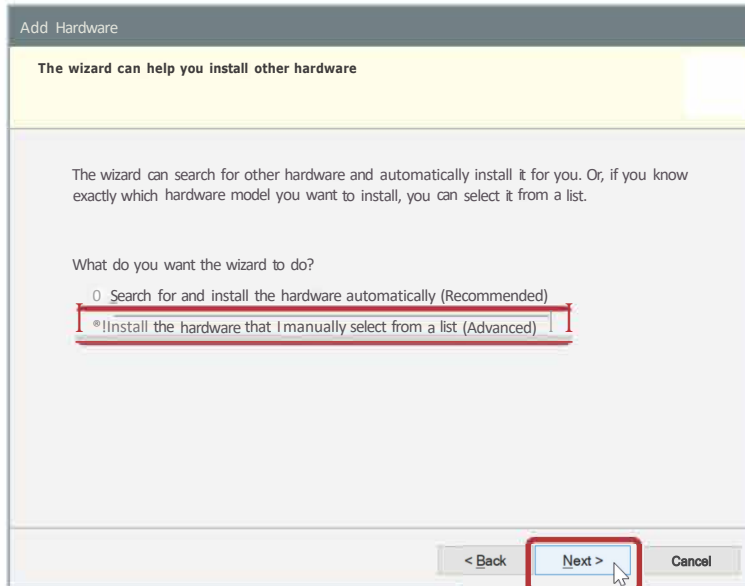 Add Hardware
The wizard can help you install other hardware
The wizard can search for other hardware and automatically install it for you. Or, if you know
exactly which hardware model you want to install, you can select it from a list.
What do you want the wizard to do?
0 Search for and install the hardware automatically (Recommended)
®!Install the hardware that I manually select from a list (Advanced)
< Back Next > Cancel